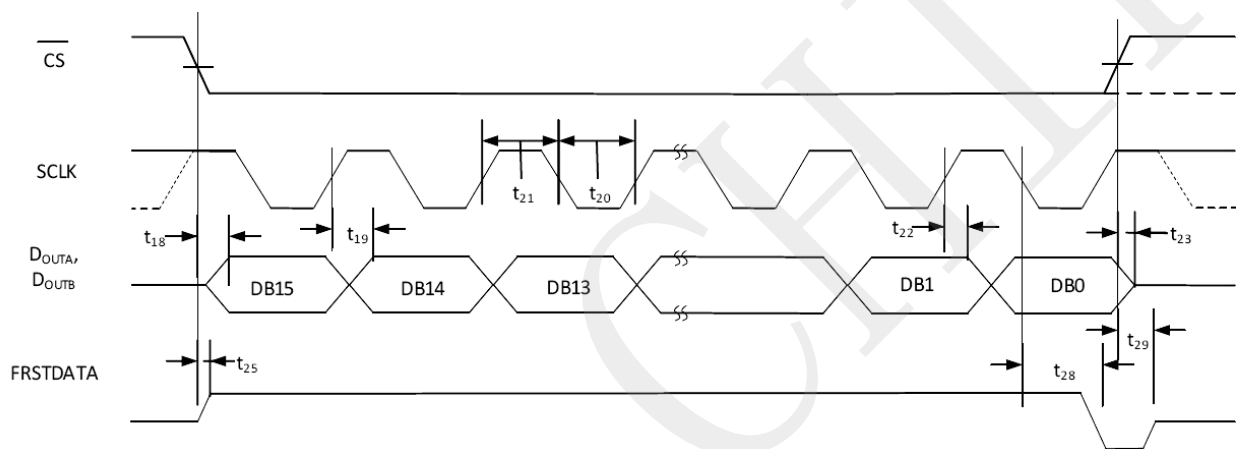 CS
SCLK
t21
t20
t18
t19
t22
t23
DOUTA,
DOUTB
DB15
DB14
DB13
DB1
DB0
t25
t29
FRSTDATA
t28